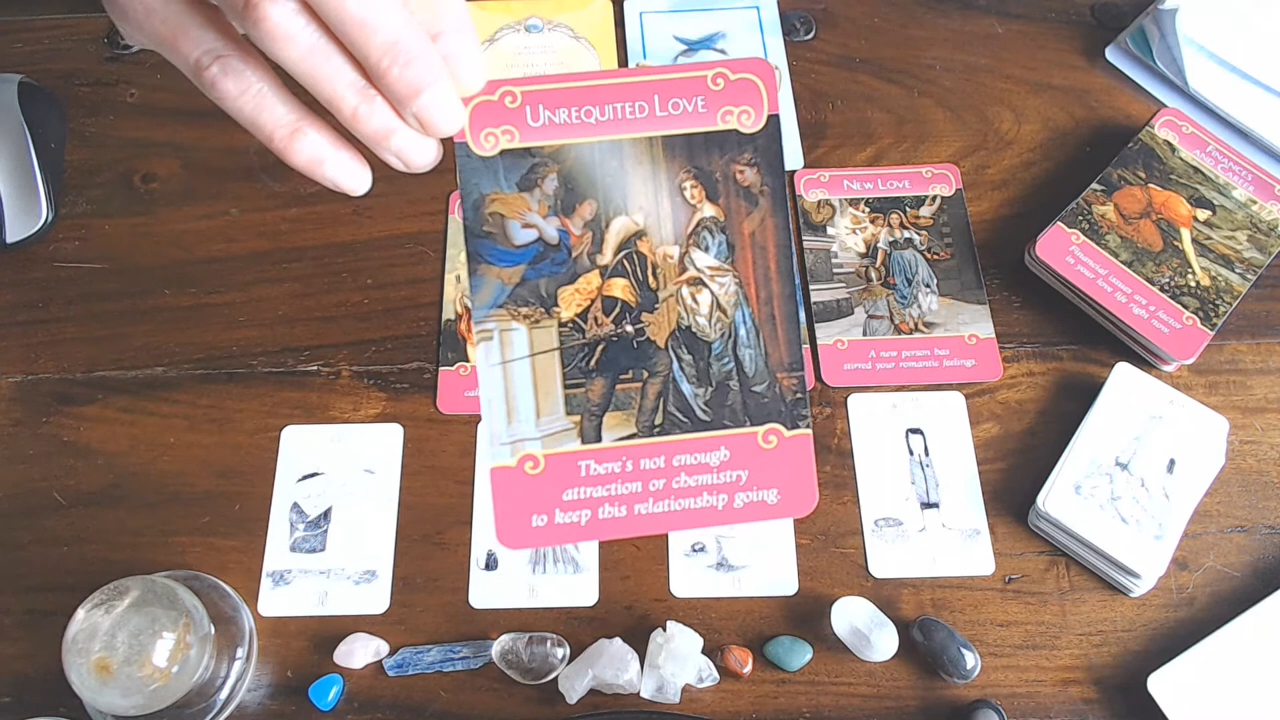 UNREQUITED LOVE
There's not enough
attraction or chemistry
to keep this relationship going.
NEW LOVE
A new person has
stirred your romantic feelings.
FINANCES
AND CAREER
Financial issues are a factor
in your love life right now.